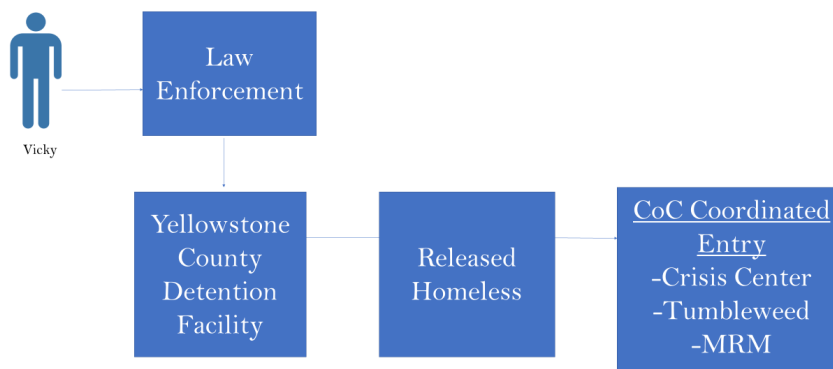 Vicky
Law
Enforcement
Yellowstone
County
Detention
Facility
Released
Homeless
CoC Coordinated
Entry
-Crisis Center
-Tumbleweed
-MRM